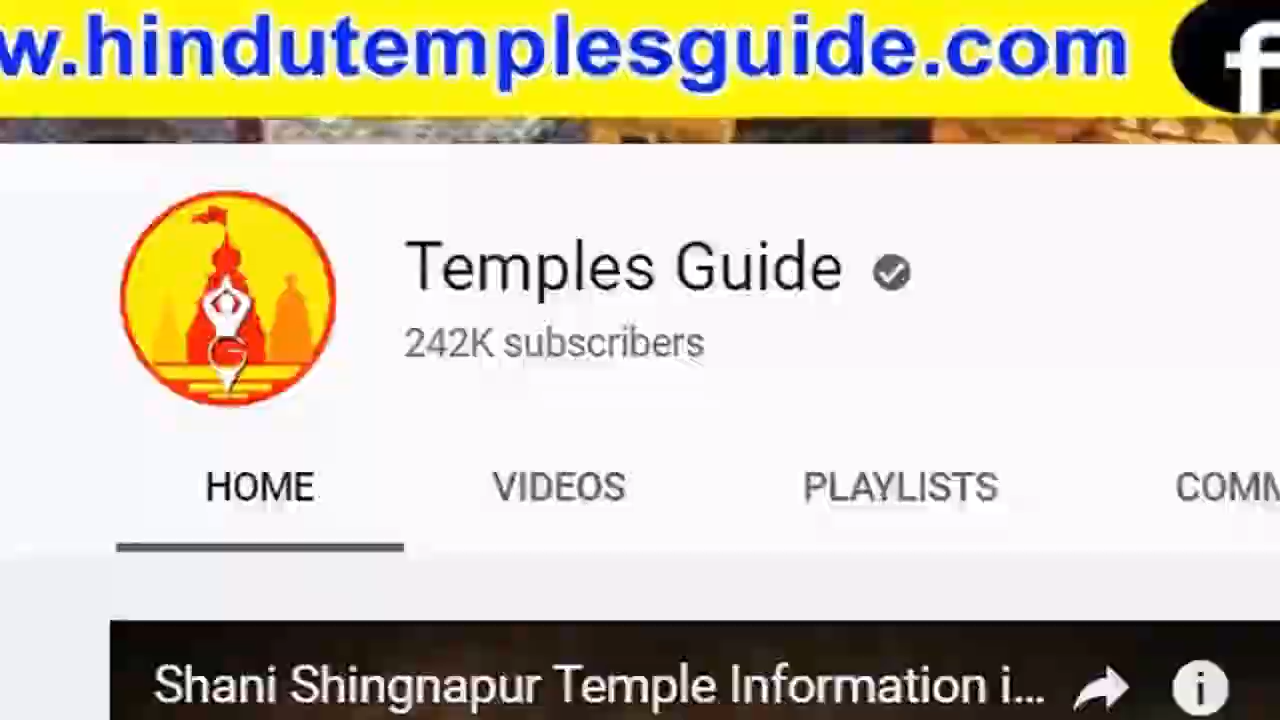 w.hindutemplesguide.com
Temples Guide
242K subscribers
HOME VIDEOS PLAYLISTS COMM
Shani Shingnapur Temple Information i...